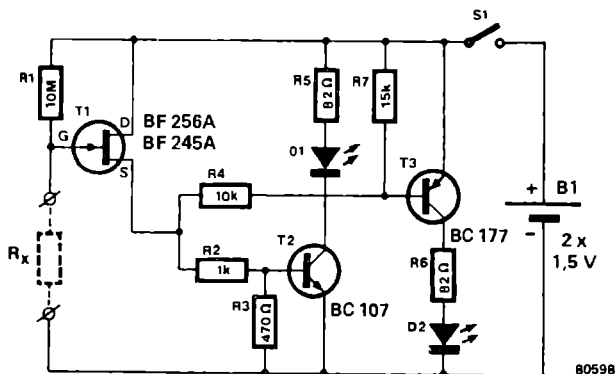 S1
R1
10M
T1
G
D
S
BF 256A
BF 245A
R5
82Ω
R7
15k
D1
T3
R4
10k
B1
+
-
2 x
1,5 V
Rx
R2
1k
T2
BC 177
R6
82Ω
R3
470Ω
BC 107
D2
80598